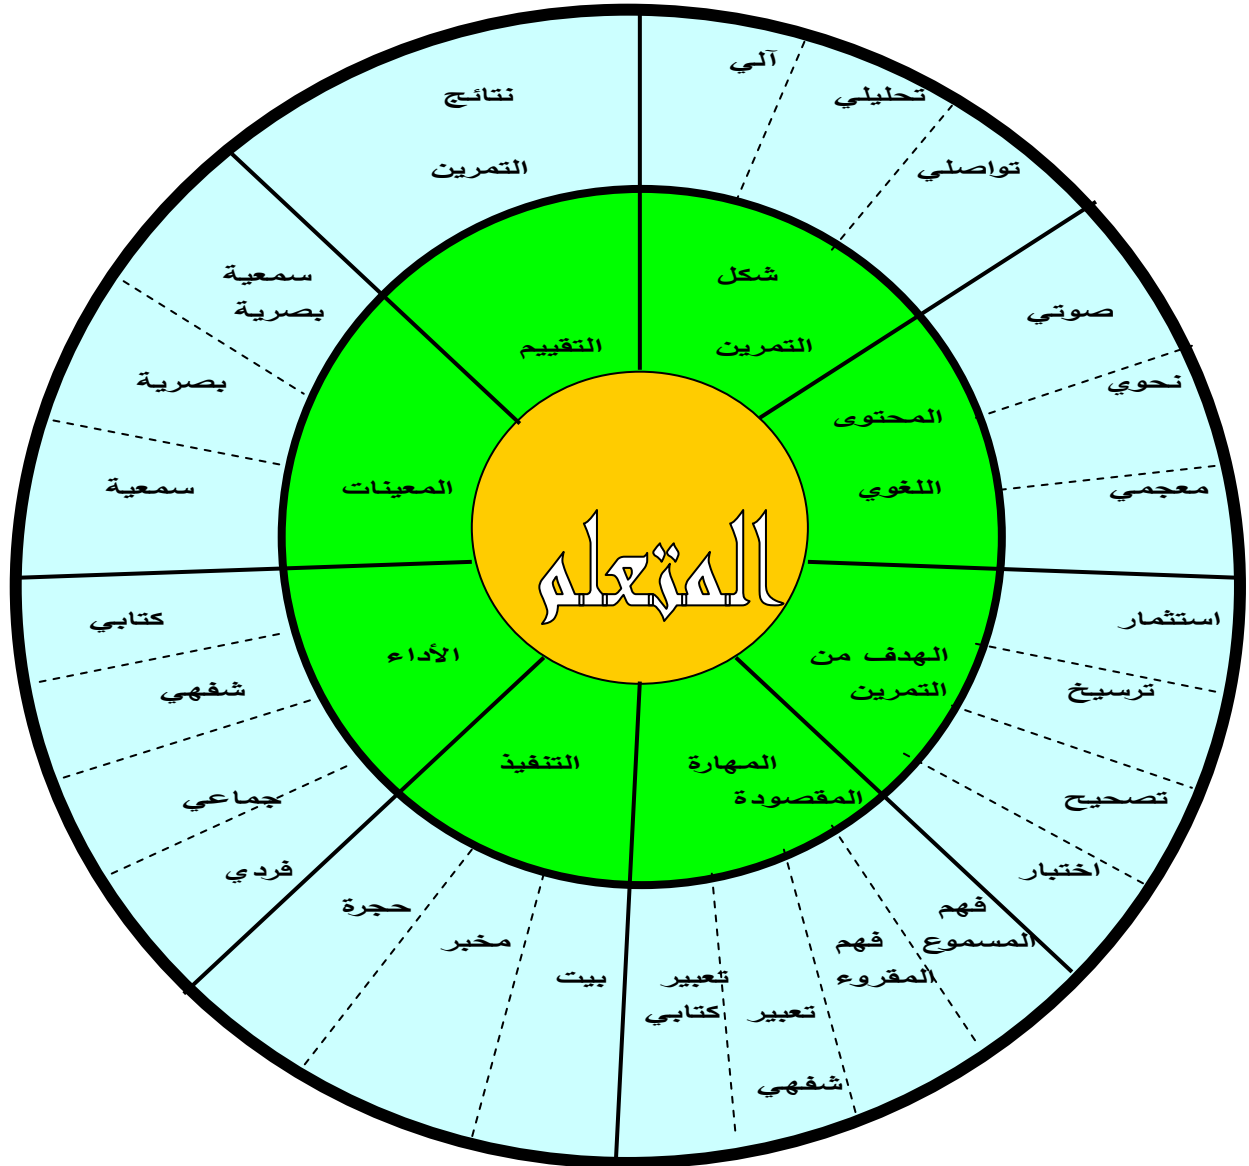 آلي
تحليلي
تواصلي
صوتي
نحوي
معجمي
استثمار
ترسيخ
تصحيح
اختبار
فهم
المسموع
فهم
المقروء
تعبير
شفهي
تعبير
كتابي
بيت
مخبر
حجرة
فردي
جماعي
شفهي
كتابي
سمعية
بصرية
سمعية
بصرية
نتائج
التمرين
شكل
التمرين
المحتوى
اللغوي
الهدف من
التمرين
المهارة
المقصودة
التنفيذ
الأداء
المعينات
التقييم
المتعلم